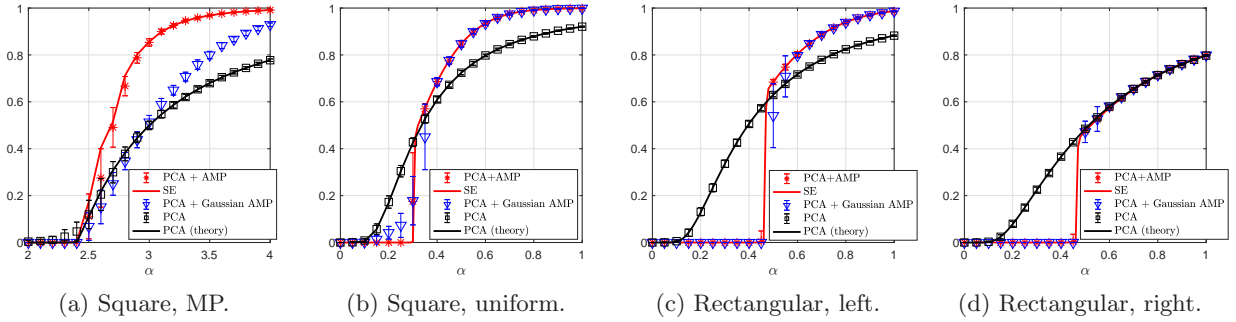 1
0.8
0.6
0.4
0.2
0
2 2.5 3 3.5 4
α
PCA + AMP
SE
PCA + Gaussian AMP
PCA
PCA (theory)
(a) Square, MP.
1
0.8
0.6
0.4
0.2
0
0 0.2 0.4 0.6 0.8 1
α
PCA+AMP
SE
PCA + Gaussian AMP
PCA
PCA (theory)
(b) Square, uniform.
1
0.8
0.6
0.4
0.2
0
0 0.2 0.4 0.6 0.8 1
α
PCA+AMP
SE
PCA + Gaussian AMP
PCA
PCA (theory)
(c) Rectangular, left.
1
0.8
0.6
0.4
0.2
0
0 0.2 0.4 0.6 0.8 1
α
PCA+AMP
SE
PCA + Gaussian AMP
PCA
PCA (theory)
(d) Rectangular, right.